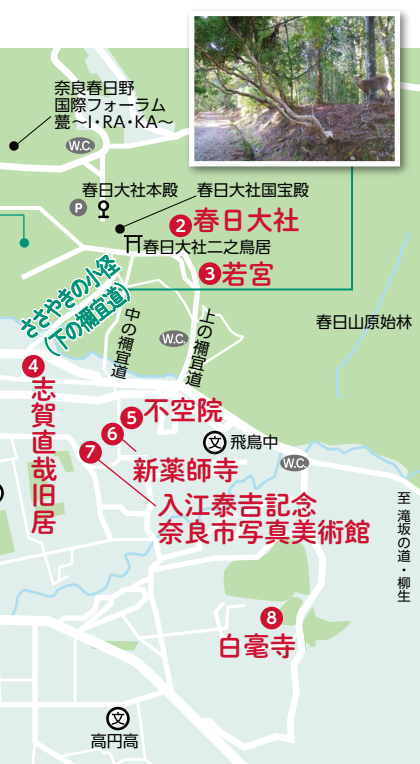 奈良春日野
国際フォーラム
甍〜I・RA・KA〜
W.C.
春日大社本殿
春日大社国宝殿
P
2 春日大社
春日大社二之鳥居
3 若宮
ささやきの小径
(下の禰宜道)
中の禰宜道
上の禰宜道
W.C.
春日山原始林
4 志賀直哉旧居
5 不空院
文 飛鳥中
6 新薬師寺
7 入江泰𠮷記念
奈良市写真美術館
W.C.
至 滝坂の道・柳生
8 白毫寺
文
高円高